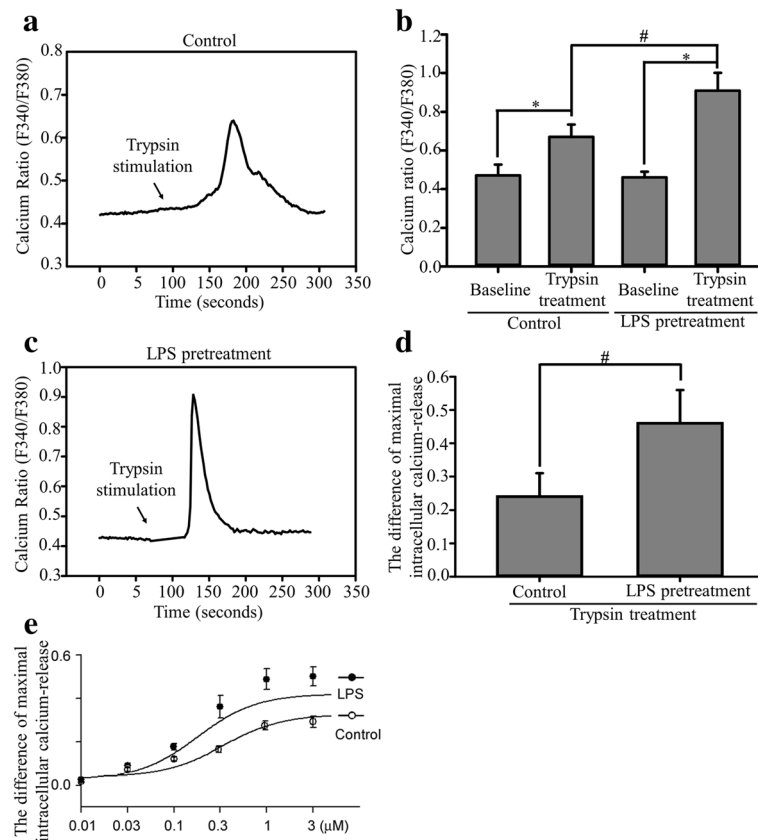 a
Control
Calcium Ratio (F340/F380)
0.8
0.7
0.6
0.5
0.4
0.3
Trypsin
stimulation
0 5 100 150 200 250 300 350
Time (seconds)
b
Calcium ratio (F340/F380)
1.2
1.0
0.8
0.6
0.4
0.2
0.0
*
#
*
Baseline Trypsin treatment Baseline Trypsin treatment
Control LPS pretreatment
c
LPS pretreatment
Calcium Ratio (F340/F380)
1.0
0.9
0.8
0.7
0.6
0.5
0.4
0.3
Trypsin
stimulation
0 5 100 150 200 250 300 350
Time (seconds)
d
The difference of maximal
intracellular calcium-release
0.6
0.5
0.4
0.3
0.2
0.1
0.0
#
Control LPS pretreatment
Trypsin treatment
e
The difference of maximal
intracellular calcium-release
0.6
0.0
LPS
Control
0.01 0.03 0.1 0.3 1 3 (μM)